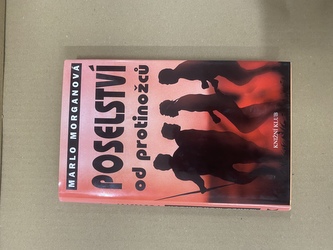 MARLO MORGANOVÁ
POSELSTVÍ
od protinožců
KNIŽNÍ KLUB